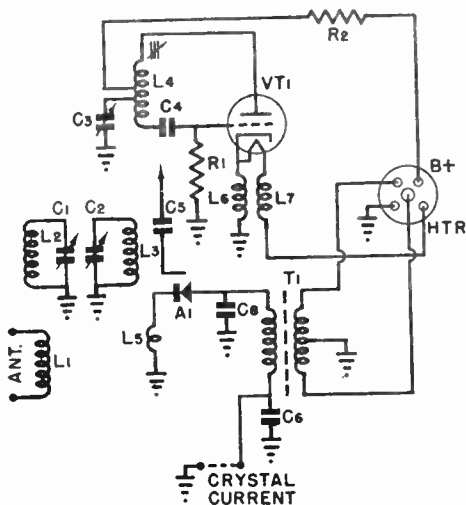 R2
L4
VT1
C4
C3
R1
B+
L6
L7
C5
HTR
C1
C2
L2
L3
T1
A1
C8
L5
ANT.
L1
C6
CRYSTAL
CURRENT